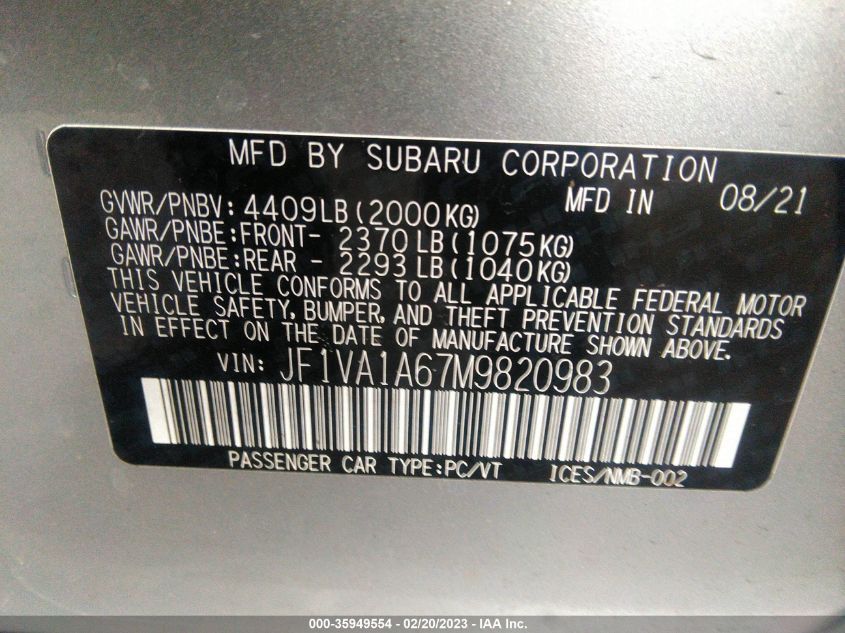 MFD BY SUBARU CORPORATION
GVWR/PNBV: 4409LB(2000KG) MFD IN 08/21
GAWR/PNBE:FRONT- 2370LB(1075KG)
GAWR/PNBE:REAR - 2293LB(1040KG)
THIS VEHICLE CONFORMS TO ALL APPLICABLE FEDERAL MOTOR
VEHICLE SAFETY, BUMPER, AND THEFT PREVENTION STANDARDS
IN EFFECT ON THE DATE OF MANUFACTURE SHOWN ABOVE.
VIN: JF1VA1A67M9820983
PASSENGER CAR TYPE:PC/VT ICES/NMB-002
000-35949554 - 02/20/2023 - IAA Inc.